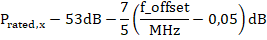 P_rated,x − 53dB − 7/5 (f_offset/MHz − 0,05) dB